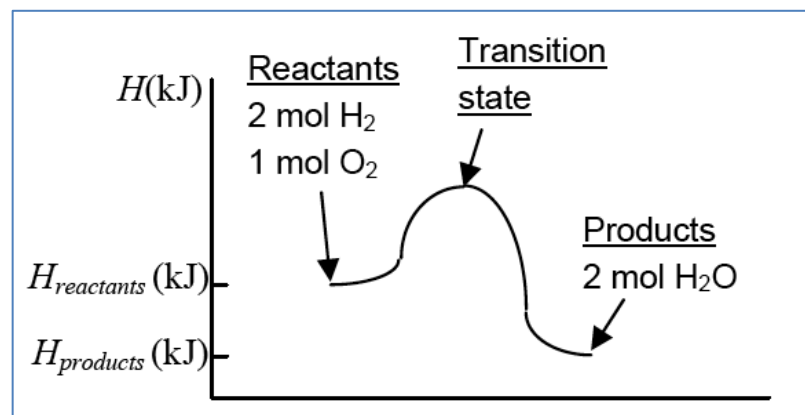 H(kJ)
Reactants
2 mol H₂
1 mol O₂
Transition
state
Products
2 mol H₂O
H_reactants (kJ)
H_products (kJ)